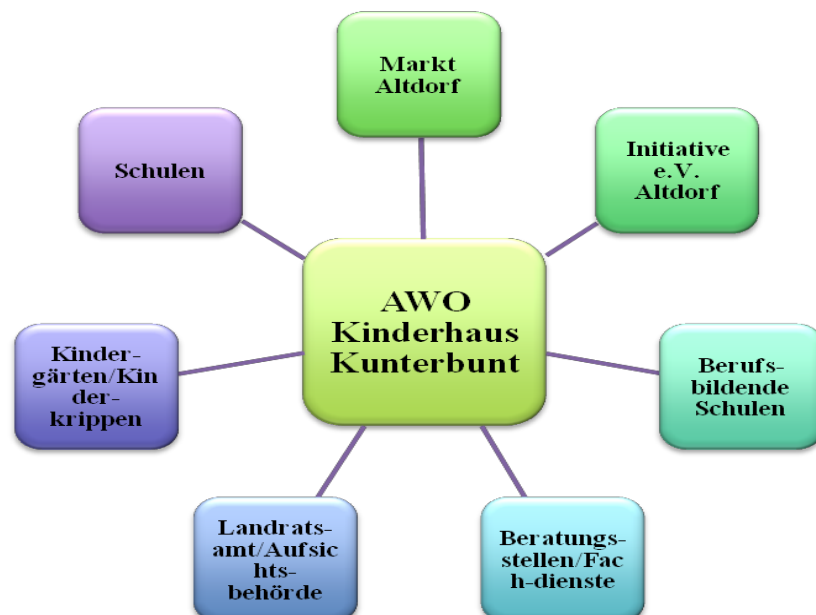 Markt
Altdorf
Initiative
e.V.
Altdorf
Schulen
AWO
Kinderhaus
Kunterbunt
Berufs-
bildende
Schulen
Kinder-
gärten/Kin
der-
krippen
Beratungs-
stellen/Fac
h-dienste
Landrats-
amt/Aufsic
hts-
behörde